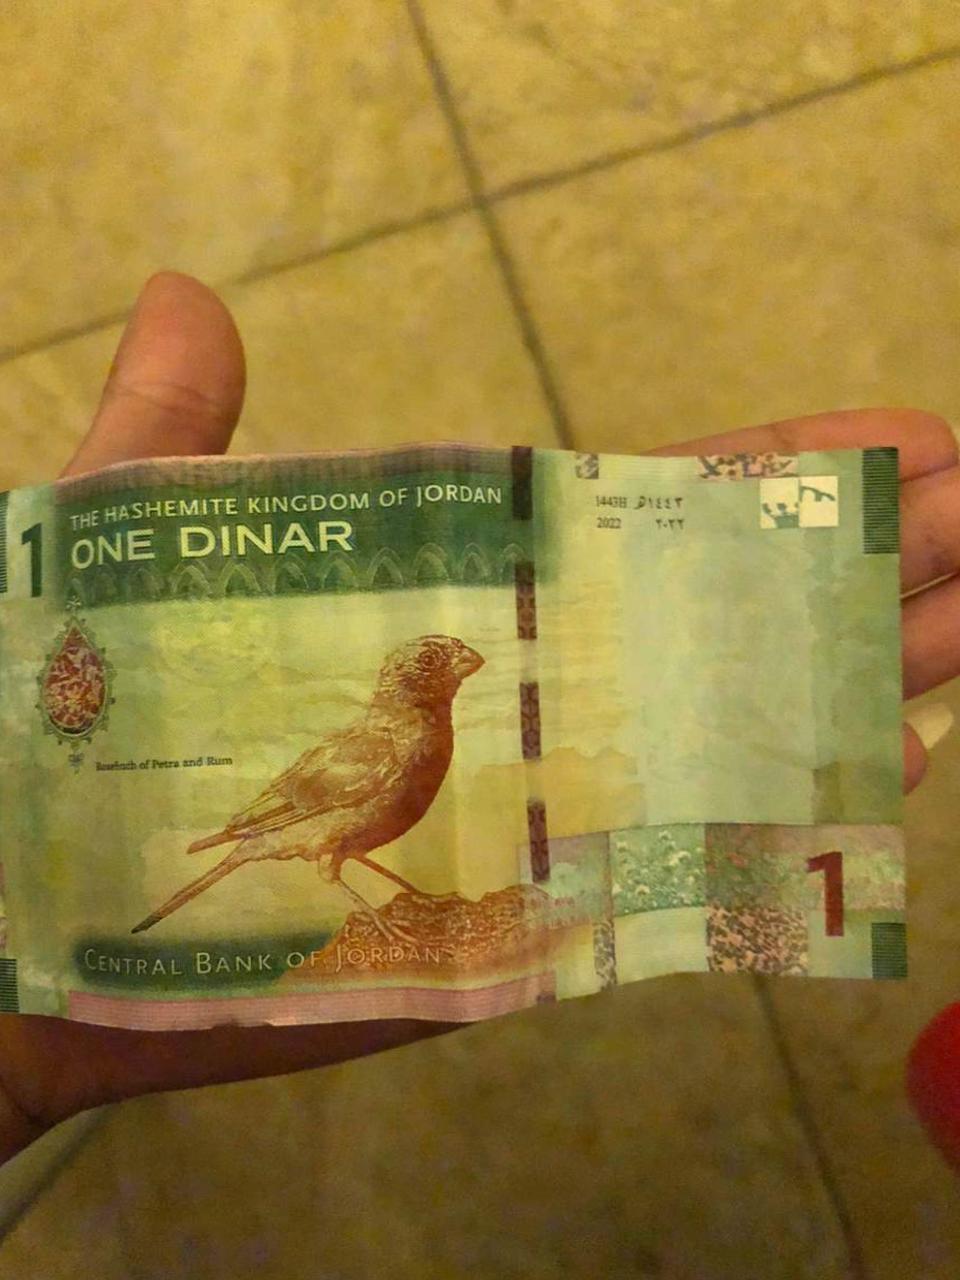 1
THE HASHEMITE KINGDOM OF JORDAN
ONE DINAR
1443H ١٤٤٣هـ
2022 ٢٠٢٢
Rosefinch of Petra and Rum
1
CENTRAL BANK OF JORDAN